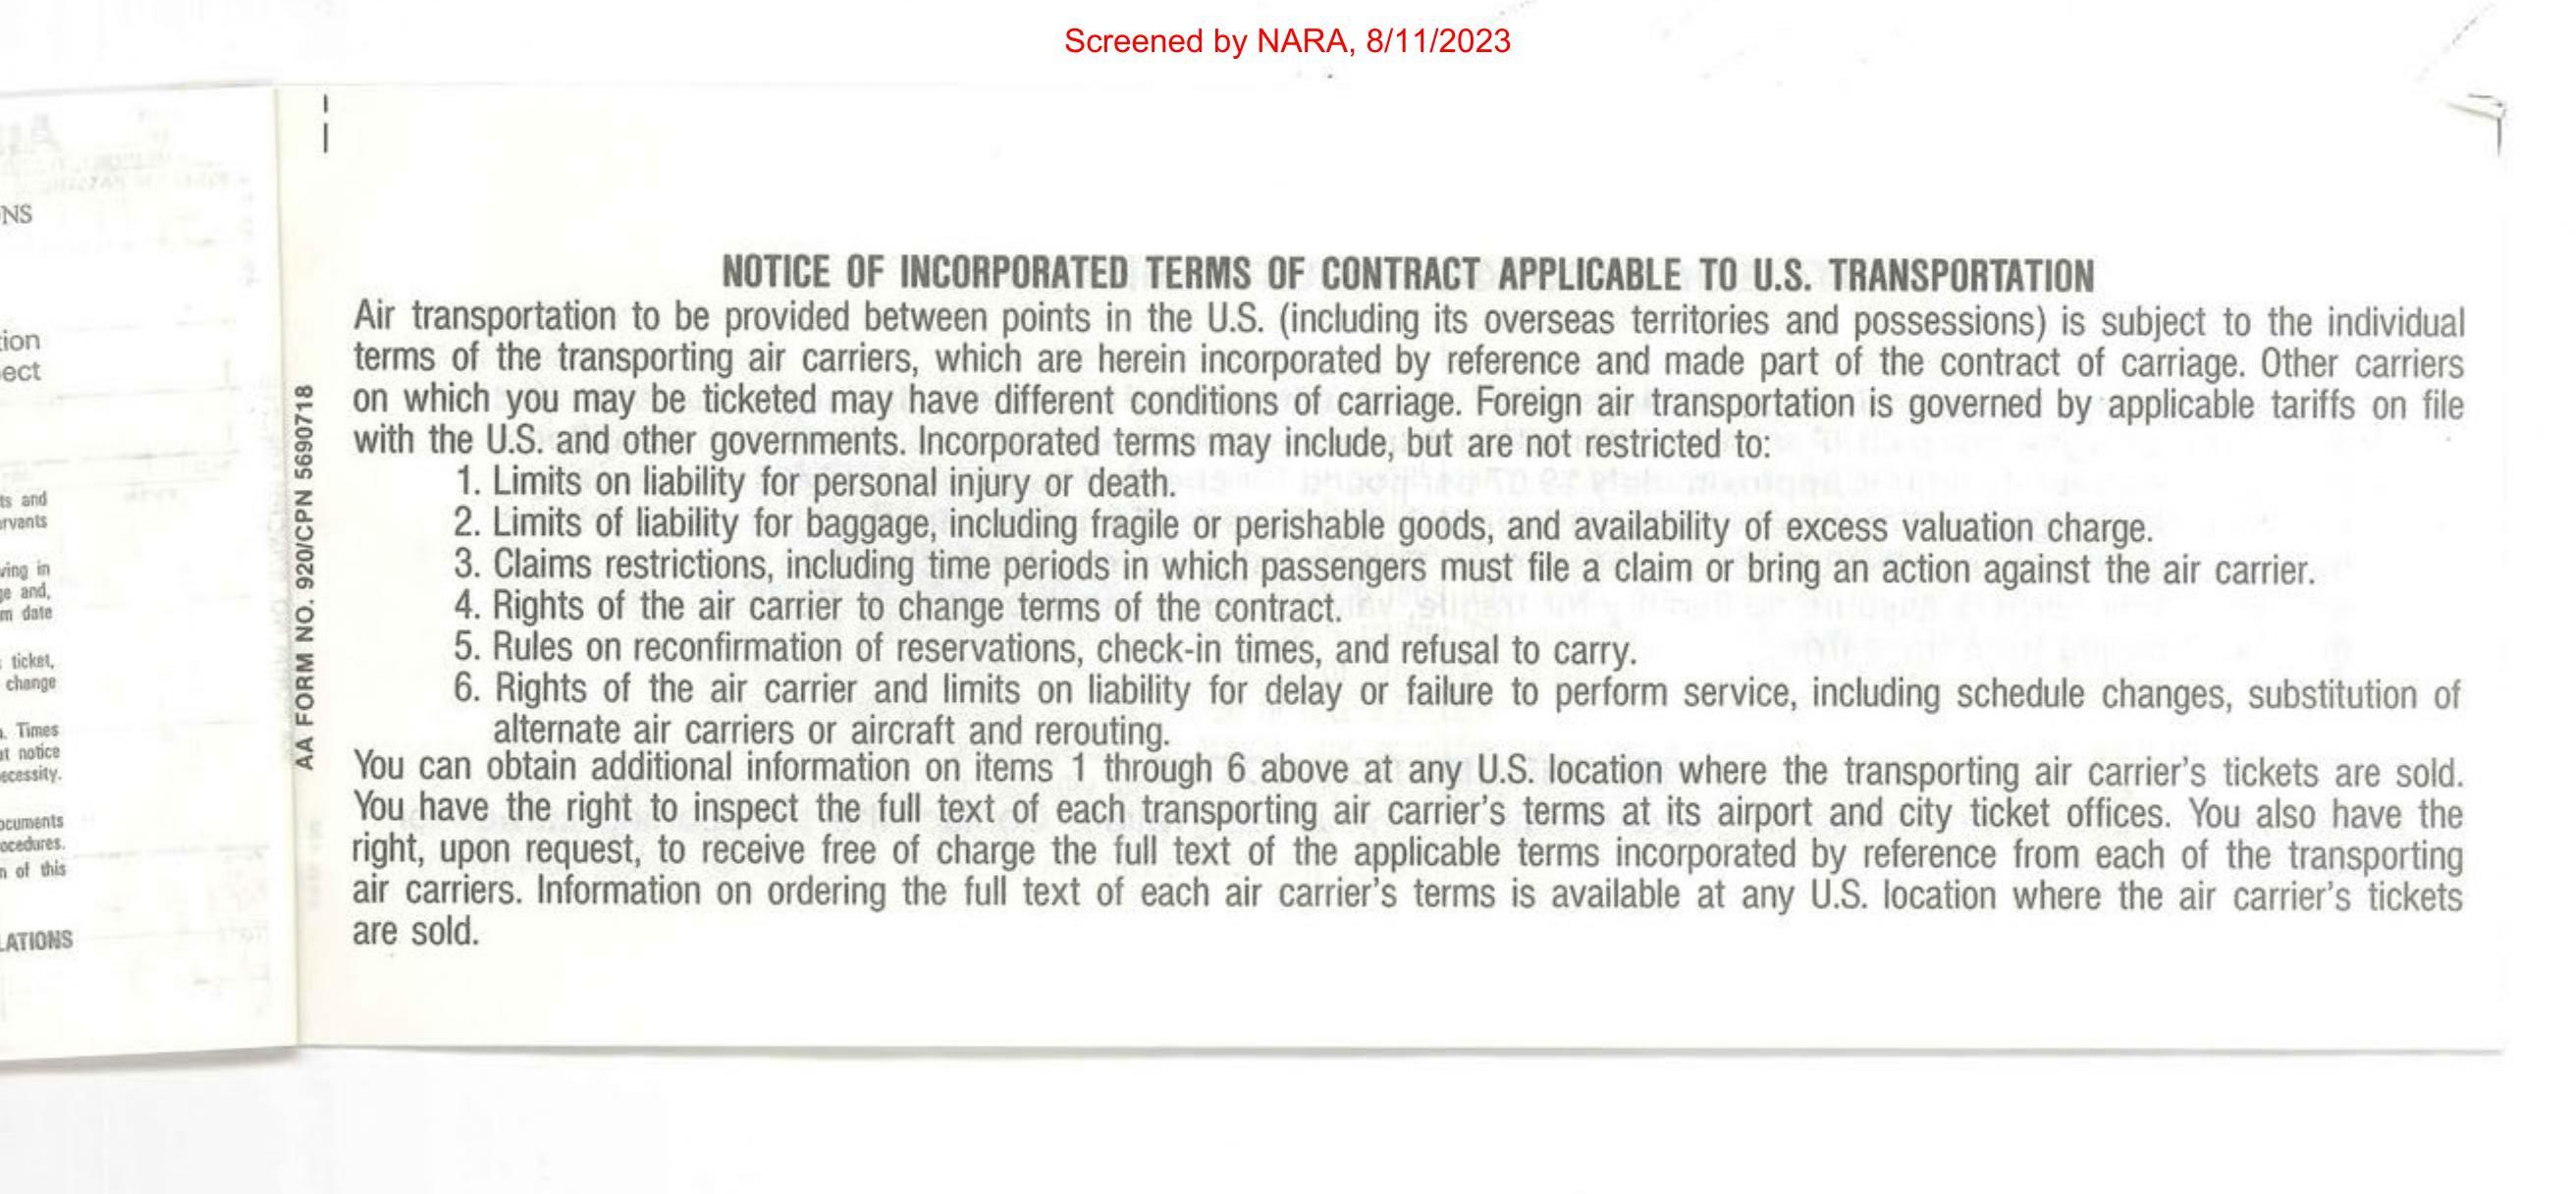 Screened by NARA, 8/11/2023
NS
tion
ect
ts and
rvants
ving in
ge and,
m date
ticket,
change
Times
at notice
ecessity.
ocuments
ocedures.
n of this
LATIONS
AA FORM NO. 920/CPN 5690718
NOTICE OF INCORPORATED TERMS OF CONTRACT APPLICABLE TO U.S. TRANSPORTATION
Air transportation to be provided between points in the U.S. (including its overseas territories and possessions) is subject to the individual
terms of the transporting air carriers, which are herein incorporated by reference and made part of the contract of carriage. Other carriers
on which you may be ticketed may have different conditions of carriage. Foreign air transportation is governed by applicable tariffs on file
with the U.S. and other governments. Incorporated terms may include, but are not restricted to:
1. Limits on liability for personal injury or death.
2. Limits of liability for baggage, including fragile or perishable goods, and availability of excess valuation charge.
3. Claims restrictions, including time periods in which passengers must file a claim or bring an action against the air carrier.
4. Rights of the air carrier to change terms of the contract.
5. Rules on reconfirmation of reservations, check-in times, and refusal to carry.
6. Rights of the air carrier and limits on liability for delay or failure to perform service, including schedule changes, substitution of
alternate air carriers or aircraft and rerouting.
You can obtain additional information on items 1 through 6 above at any U.S. location where the transporting air carrier's tickets are sold.
You have the right to inspect the full text of each transporting air carrier's terms at its airport and city ticket offices. You also have the
right, upon request, to receive free of charge the full text of the applicable terms incorporated by reference from each of the transporting
air carriers. Information on ordering the full text of each air carrier's terms is available at any U.S. location where the air carrier's tickets
are sold.